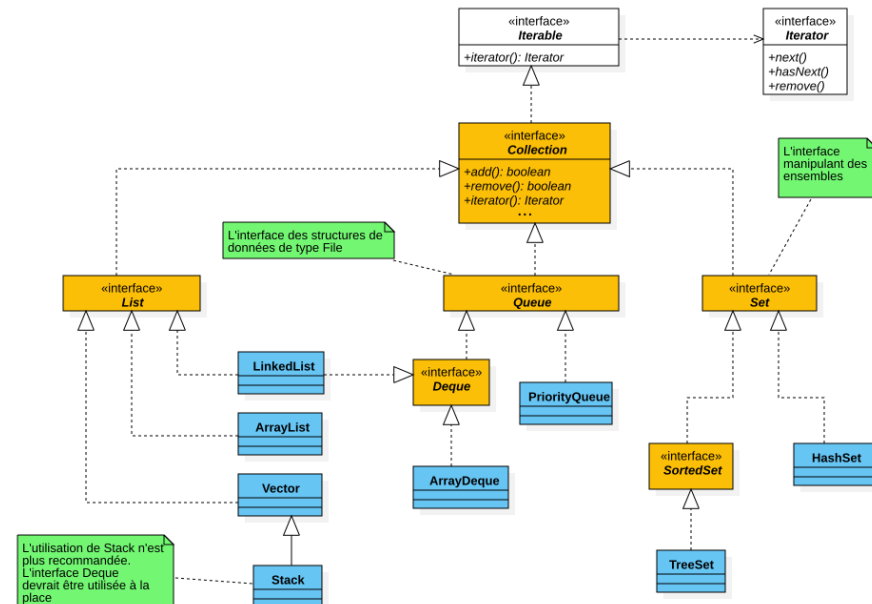 «interface»
Iterable
+iterator(): Iterator
«interface»
Iterator
+next()
+hasNext()
+remove()
«interface»
Collection
+add(): boolean
+remove(): boolean
+iterator(): Iterator
...
L'interface
manipulant des
ensembles
L'interface des structures de
données de type File
«interface»
List
«interface»
Queue
«interface»
Set
LinkedList
«interface»
Deque
PriorityQueue
ArrayList
«interface»
SortedSet
HashSet
Vector
ArrayDeque
L'utilisation de Stack n'est
plus recommandée.
L'interface Deque
devrait être utilisée à la
place
Stack
TreeSet